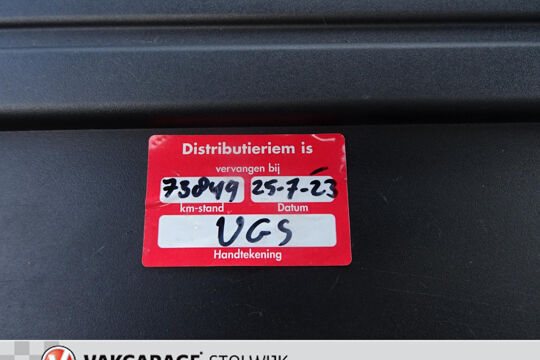 Distributieriem is
vervangen bij
73849 25-7-23
km-stand Datum
VGS
Handtekening
VAKGARAGE STOLWIJK